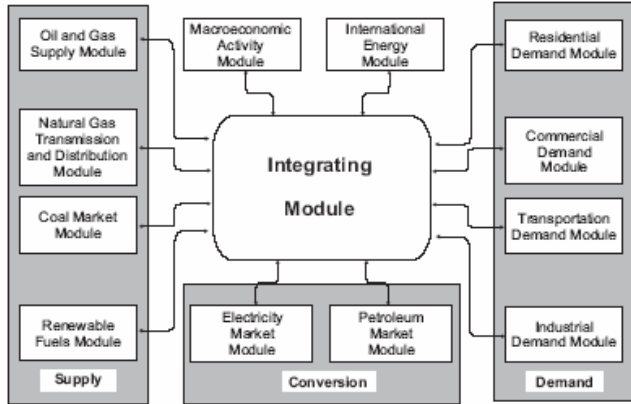 Oil and Gas
Supply Module
Macroeconomic
Activity
Module
International
Energy
Module
Residential
Demand Module
Natural Gas
Transmission
and Distribution
Module
Commercial
Demand
Module
Integrating
Module
Coal Market
Module
Transportation
Demand Module
Renewable
Fuels Module
Electricity
Market
Module
Petroleum
Market
Module
Industrial
Demand Module
Supply
Conversion
Demand